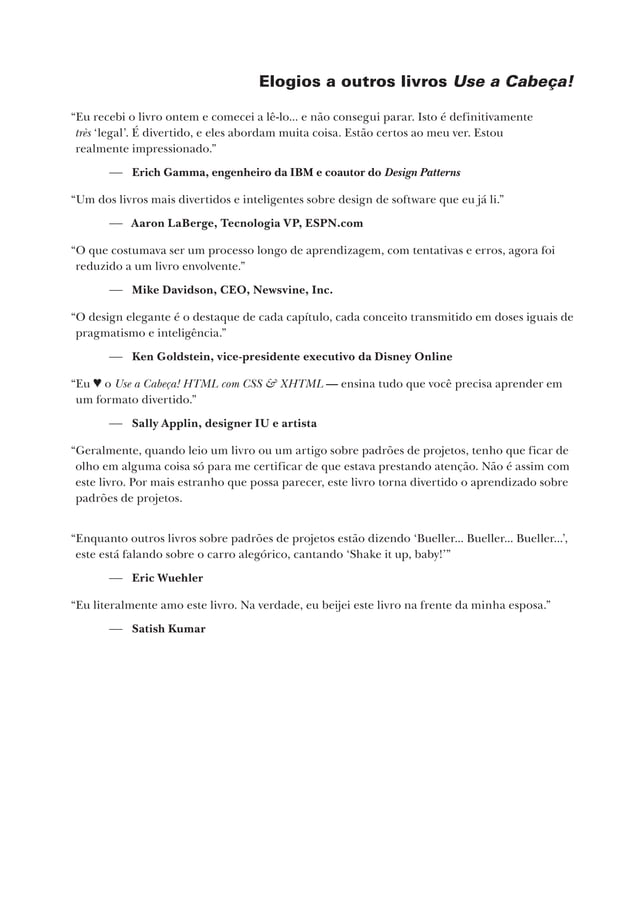 Elogios a outros livros Use a Cabeça!
“Eu recebi o livro ontem e comecei a lê-lo... e não consegui parar. Isto é definitivamente
très ‘legal’. É divertido, e eles abordam muita coisa. Estão certos ao meu ver. Estou
realmente impressionado.”
— Erich Gamma, engenheiro da IBM e coautor do Design Patterns
“Um dos livros mais divertidos e inteligentes sobre design de software que eu já li.”
— Aaron LaBerge, Tecnologia VP, ESPN.com
“O que costumava ser um processo longo de aprendizagem, com tentativas e erros, agora foi
reduzido a um livro envolvente.”
— Mike Davidson, CEO, Newsvine, Inc.
“O design elegante é o destaque de cada capítulo, cada conceito transmitido em doses iguais de
pragmatismo e inteligência.”
— Ken Goldstein, vice-presidente executivo da Disney Online
“Eu ♥ o Use a Cabeça! HTML com CSS & XHTML — ensina tudo que você precisa aprender em
um formato divertido.”
— Sally Applin, designer IU e artista
“Geralmente, quando leio um livro ou um artigo sobre padrões de projetos, tenho que ficar de
olho em alguma coisa só para me certificar de que estava prestando atenção. Não é assim com
este livro. Por mais estranho que possa parecer, este livro torna divertido o aprendizado sobre
padrões de projetos.
“Enquanto outros livros sobre padrões de projetos estão dizendo ‘Bueller... Bueller... Bueller...’,
este está falando sobre o carro alegórico, cantando ‘Shake it up, baby!’”
— Eric Wuehler
“Eu literalmente amo este livro. Na verdade, eu beijei este livro na frente da minha esposa.”
— Satish Kumar